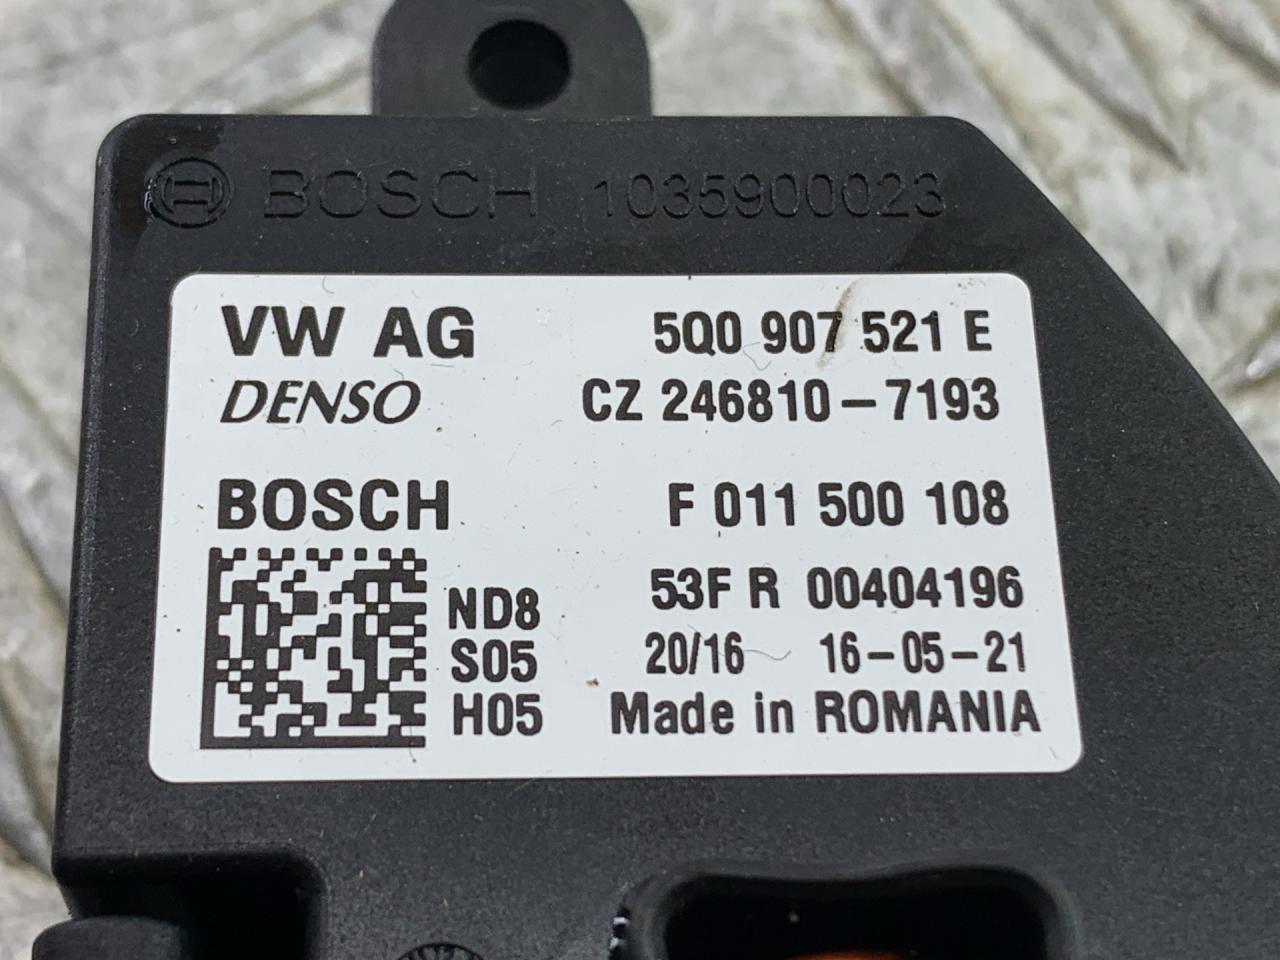 BOSCH 1035900023
VW AG 5Q0 907 521 E
DENSO CZ 246810-7193
BOSCH F 011 500 108
ND8 53F R 00404196
S05 20/16 16-05-21
H05 Made in ROMANIA